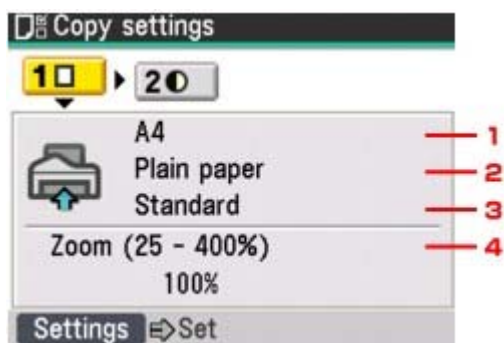 Copy settings
1 2
A4 1
Plain paper 2
Standard 3
Zoom (25 - 400%) 4
100%
Settings Set